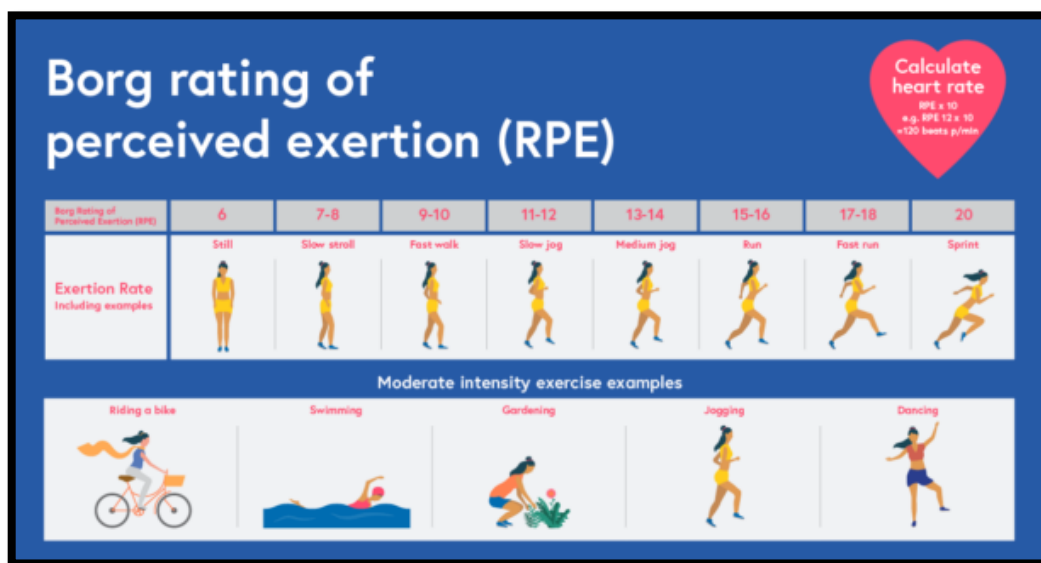 Borg rating of
perceived exertion (RPE)
Calculate
heart rate
RPE x 10
e.g. RPE 12 x 10
=120 beats p/min
Borg Rating of
Perceived Exertion (RPE)
6
7-8
9-10
11-12
13-14
15-16
17-18
20
Exertion Rate
Including examples
Still
Slow stroll
Fast walk
Slow jog
Medium jog
Run
Fast run
Sprint
Moderate intensity exercise examples
Riding a bike
Swimming
Gardening
Jogging
Dancing